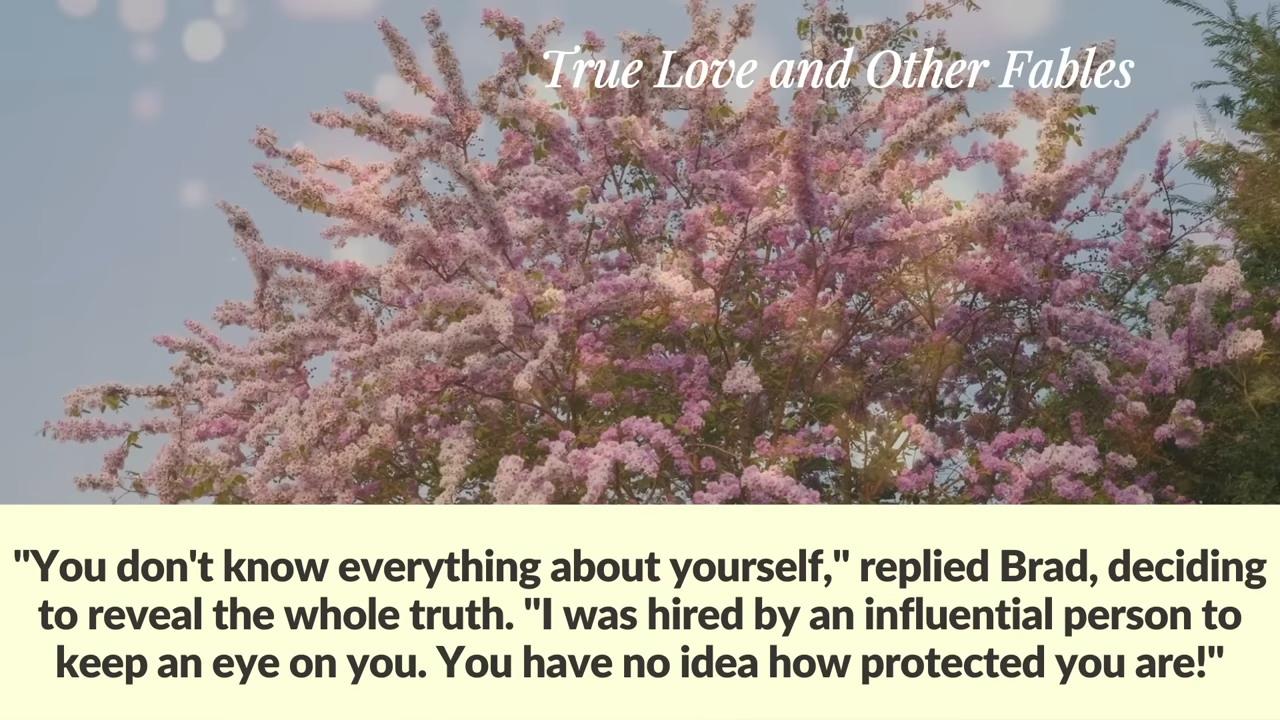 True Love and Other Fables
"You don't know everything about yourself," replied Brad, deciding
to reveal the whole truth. "I was hired by an influential person to
keep an eye on you. You have no idea how protected you are!"